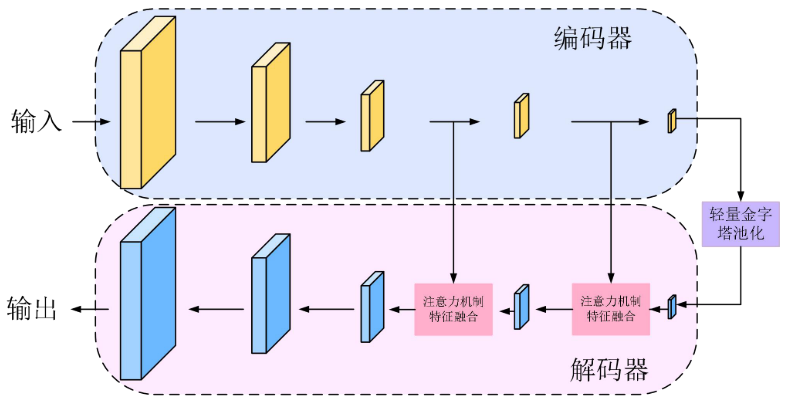 编码器
输入
轻量金字
塔池化
注意力机制
特征融合
注意力机制
特征融合
输出
解码器